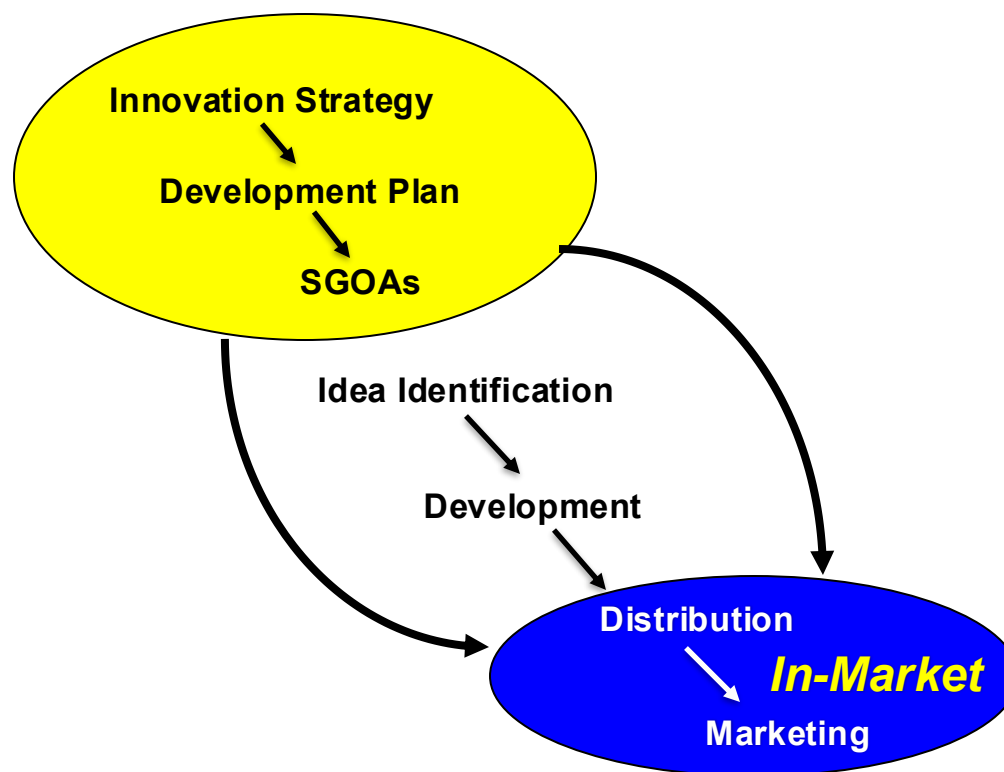 Innovation Strategy
Development Plan
SGOAs
Idea Identification
Development
Distribution
In-Market
Marketing